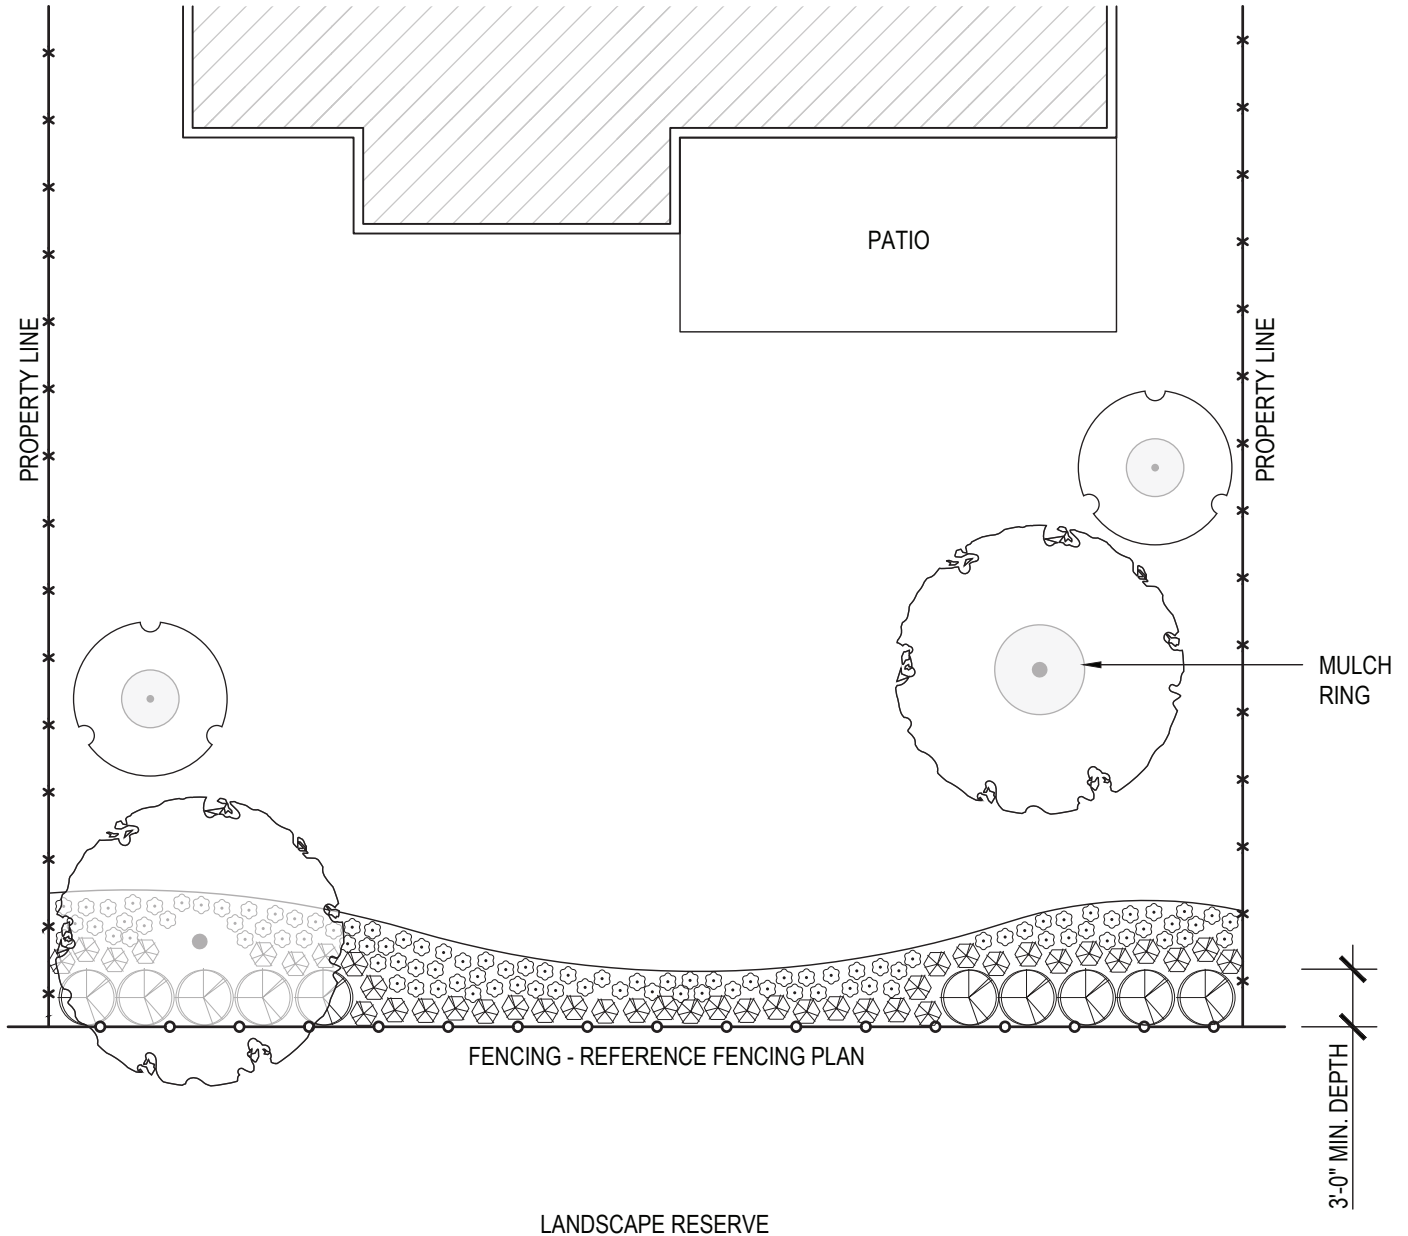 PATIO
PROPERTY LINE
PROPERTY LINE
MULCH
RING
FENCING - REFERENCE FENCING PLAN
3'-0" MIN. DEPTH
LANDSCAPE RESERVE